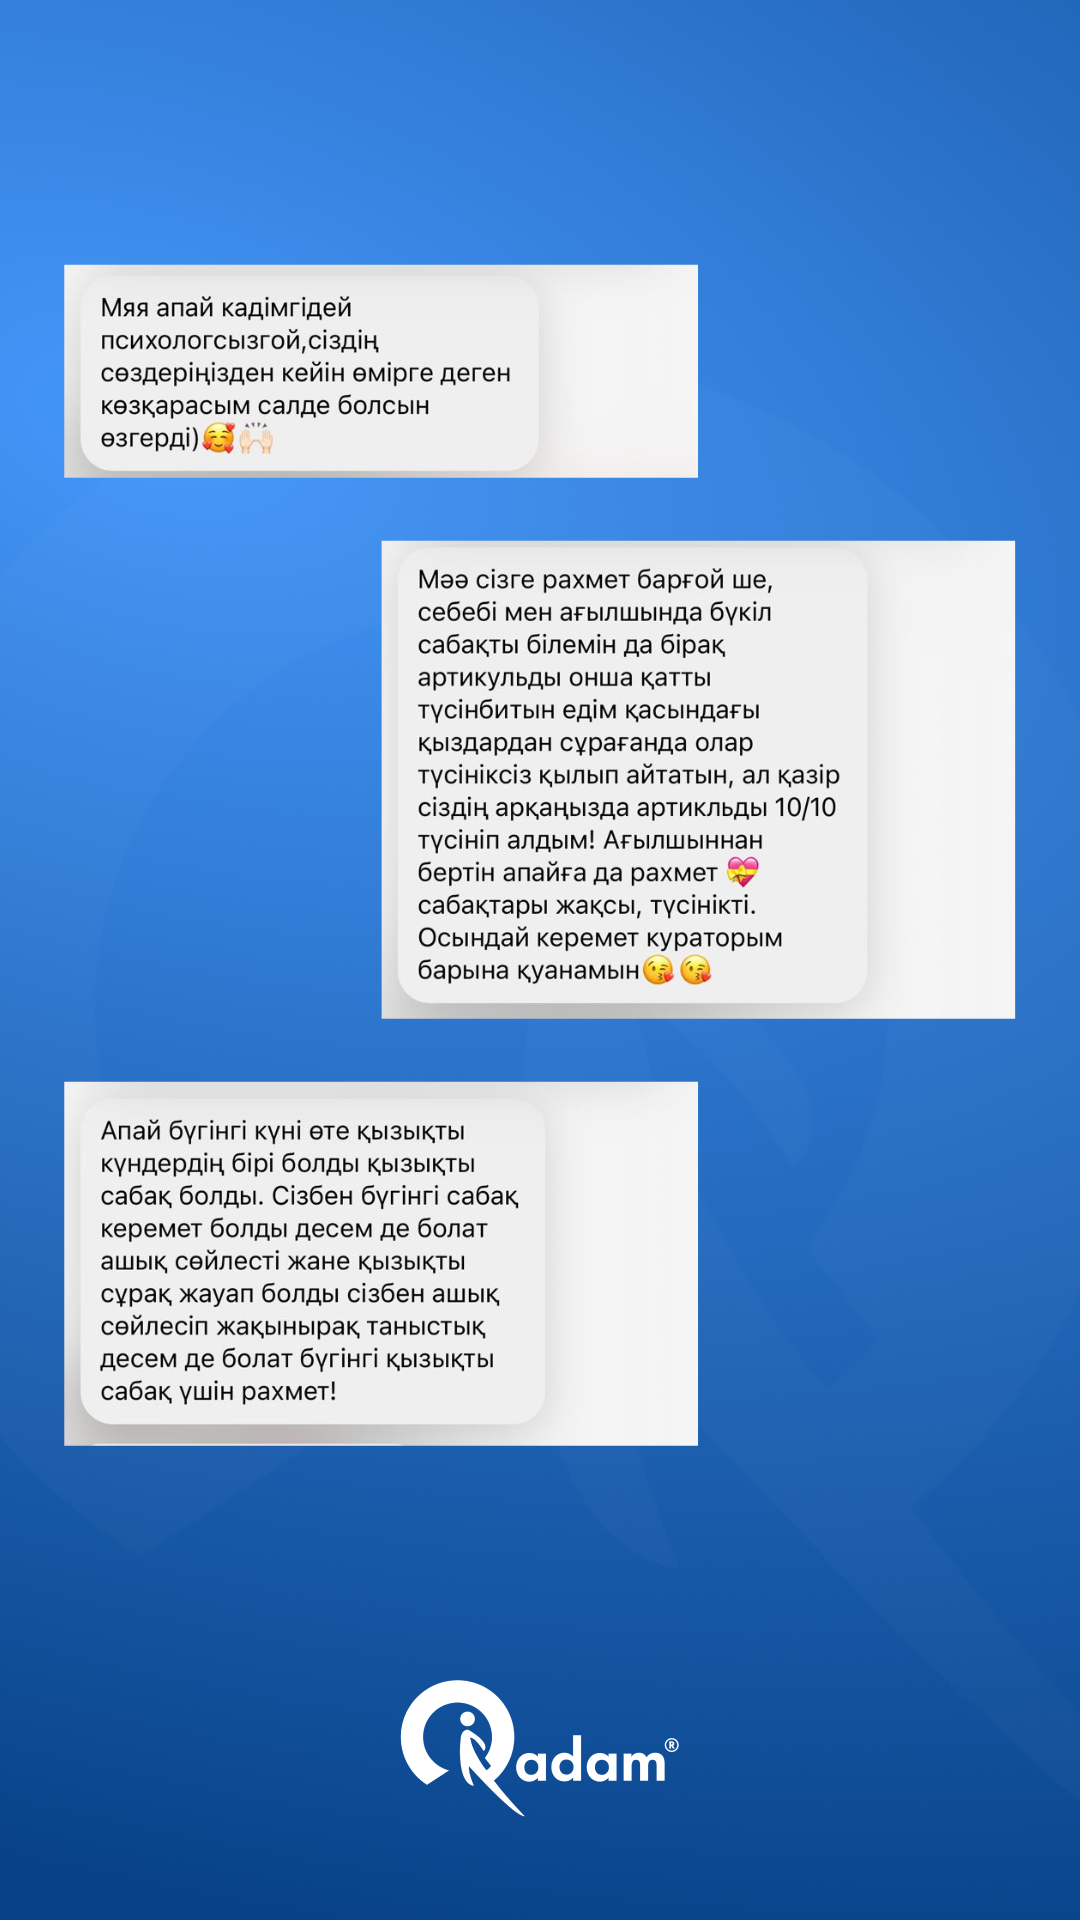 Мяя апай кадімгідей
психологсызгой,сіздің
сөздеріңізден кейін өмірге деген
көзқарасым салде болсын
өзгерді)🥰🙌🏻
Мәә сізге рахмет барғой ше,
себебі мен ағылшында бүкіл
сабақты білемін да бірақ
артикульды онша қатты
түсінбитын едім қасындағы
қыздардан сұрағанда олар
түсініксіз қылып айтатын, ал қазір
сіздің арқаңызда артикльды 10/10
түсініп алдым! Ағылшыннан
бертін апайға да рахмет 💝
сабақтары жақсы, түсінікті.
Осындай керемет кураторым
барына қуанамын😘😘
Апай бүгінгі күні өте қызықты
күндердің бірі болды қызықты
сабақ болды. Сізбен бүгінгі сабақ
керемет болды десем де болат
ашық сөйлесті жане қызықты
сұрақ жауап болды сізбен ашық
сөйлесіп жақынырақ таныстық
десем де болат бүгінгі қызықты
сабақ үшін рахмет!
Qadam®